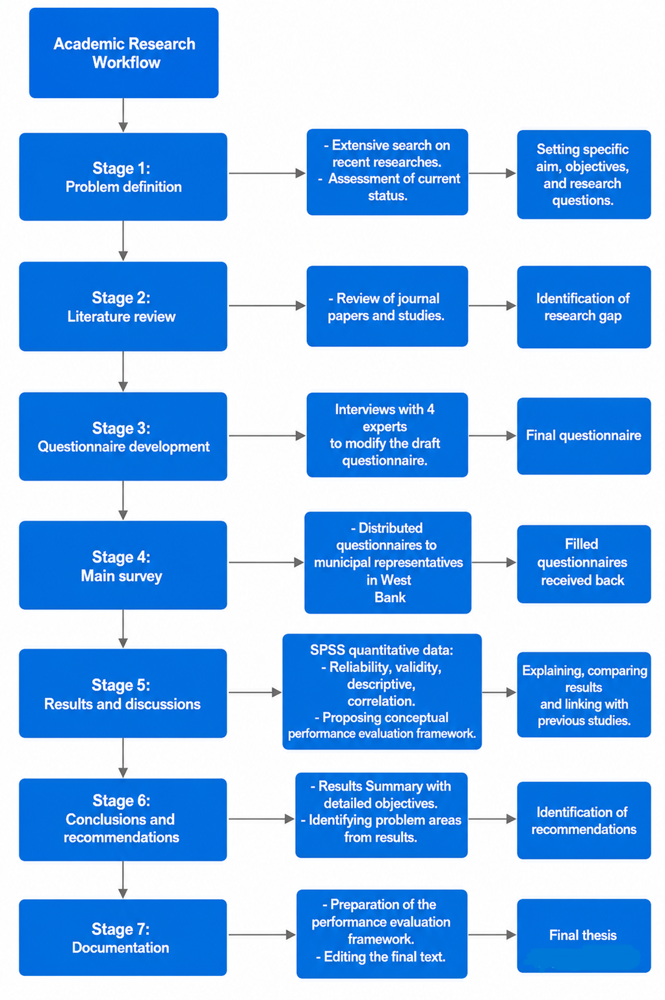 Academic Research
Workflow
Stage 1:
Problem definition
- Extensive search on
recent researches.
- Assessment of current
status.
Setting specific
aim, objectives,
and research
questions.
Stage 2:
Literature review
- Review of journal
papers and studies.
Identification of
research gap
Stage 3:
Questionnaire development
Interviews with 4
experts
to modify the draft
questionnaire.
Final questionnaire
Stage 4:
Main survey
- Distributed
questionnaires to
municipal representatives
in West
Bank
Filled
questionnaires
received back
Stage 5:
Results and discussions
SPSS quantitative data:
- Reliability, validity,
descriptive,
correlation.
- Proposing conceptual
performance evaluation framework.
Explaining, comparing
results
and linking with
previous studies.
Stage 6:
Conclusions and
recommendations
- Results Summary with
detailed objectives.
- Identifying problem areas
from results.
Identification of
recommendations
Stage 7:
Documentation
- Preparation of the
performance evaluation
framework.
- Editing the final text.
Final thesis